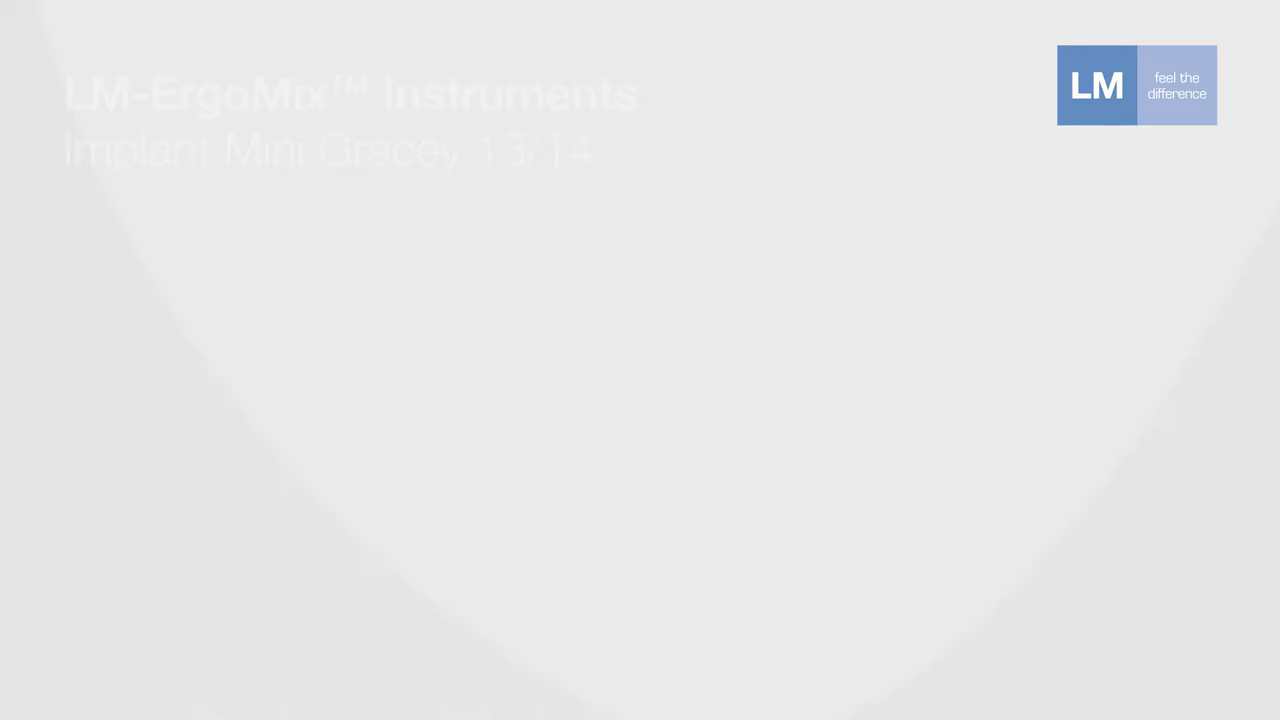 LM-ErgoMix™ Instruments
Implant Mini Gracey 13/14
LM
feel the
difference